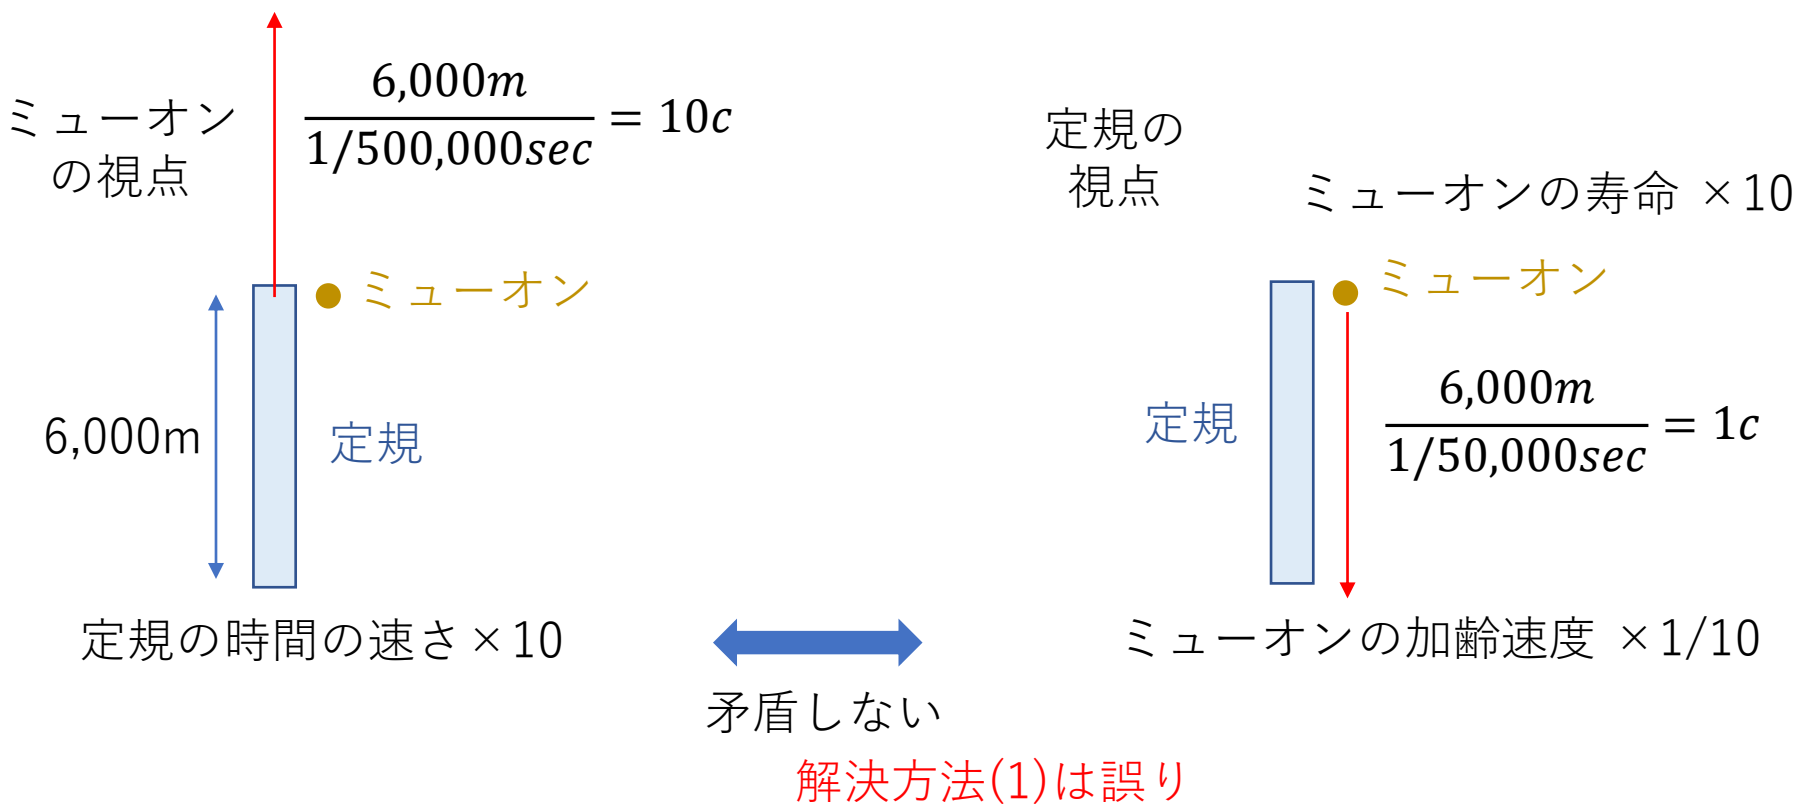 ミューオン
の視点
6,000m
1/500,000sec
= 10c
ミューオン
6,000m
定規
定規の時間の速さ×10
矛盾しない
解決方法(1)は誤り
定規の
視点
ミューオンの寿命 ×10
ミューオン
定規
6,000m
1/50,000sec
= 1c
ミューオンの加齢速度 ×1/10